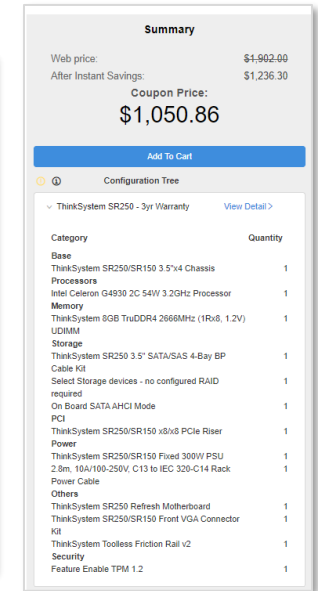 Summary
Web price: $1,902.00
After Instant Savings: $1,236.30
Coupon Price:
$1,050.86
Add To Cart
Configuration Tree
ThinkSystem SR250 - 3yr Warranty View Detail >
Category Quantity
Base
ThinkSystem SR250/SR150 3.5"x4 Chassis 1
Processors
Intel Celeron G4930 2C 54W 3.2GHz Processor 1
Memory
ThinkSystem 8GB TruDDR4 2666MHz (1Rx8, 1.2V) 1
UDIMM
Storage
ThinkSystem SR250 3.5" SATA/SAS 4-Bay BP 1
Cable Kit
Select Storage devices - no configured RAID 1
required
On Board SATA AHCI Mode 1
PCI
ThinkSystem SR250/SR150 x8/x8 PCIe Riser 1
Power
ThinkSystem SR250/SR150 Fixed 300W PSU 1
2.8m, 10A/100-250V, C13 to IEC 320-C14 Rack 1
Power Cable
Others
ThinkSystem SR250 Refresh Motherboard 1
ThinkSystem SR250/SR150 Front VGA Connector 1
Kit
ThinkSystem Toolless Friction Rail v2 1
Security
Feature Enable TPM 1.2 1